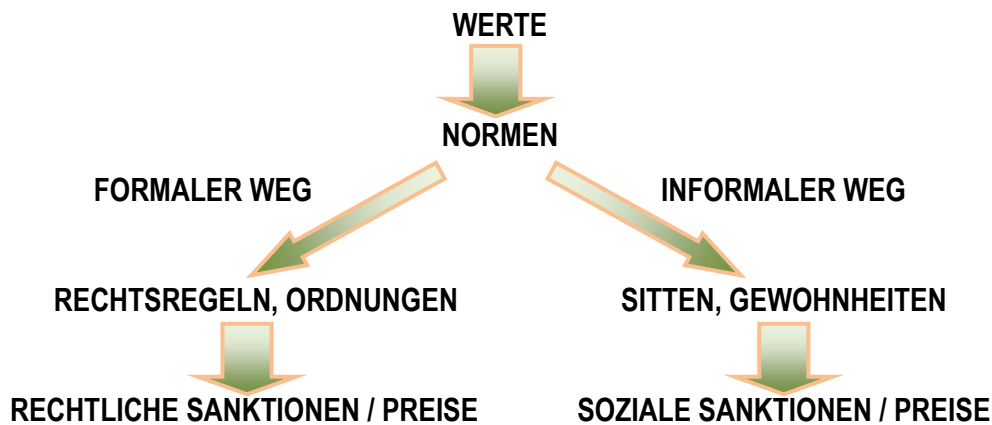 WERTE
NORMEN
FORMALER WEG
INFORMALER WEG
RECHTSREGELN, ORDNUNGEN
SITTEN, GEWOHNHEITEN
RECHTLICHE SANKTIONEN / PREISE
SOZIALE SANKTIONEN / PREISE